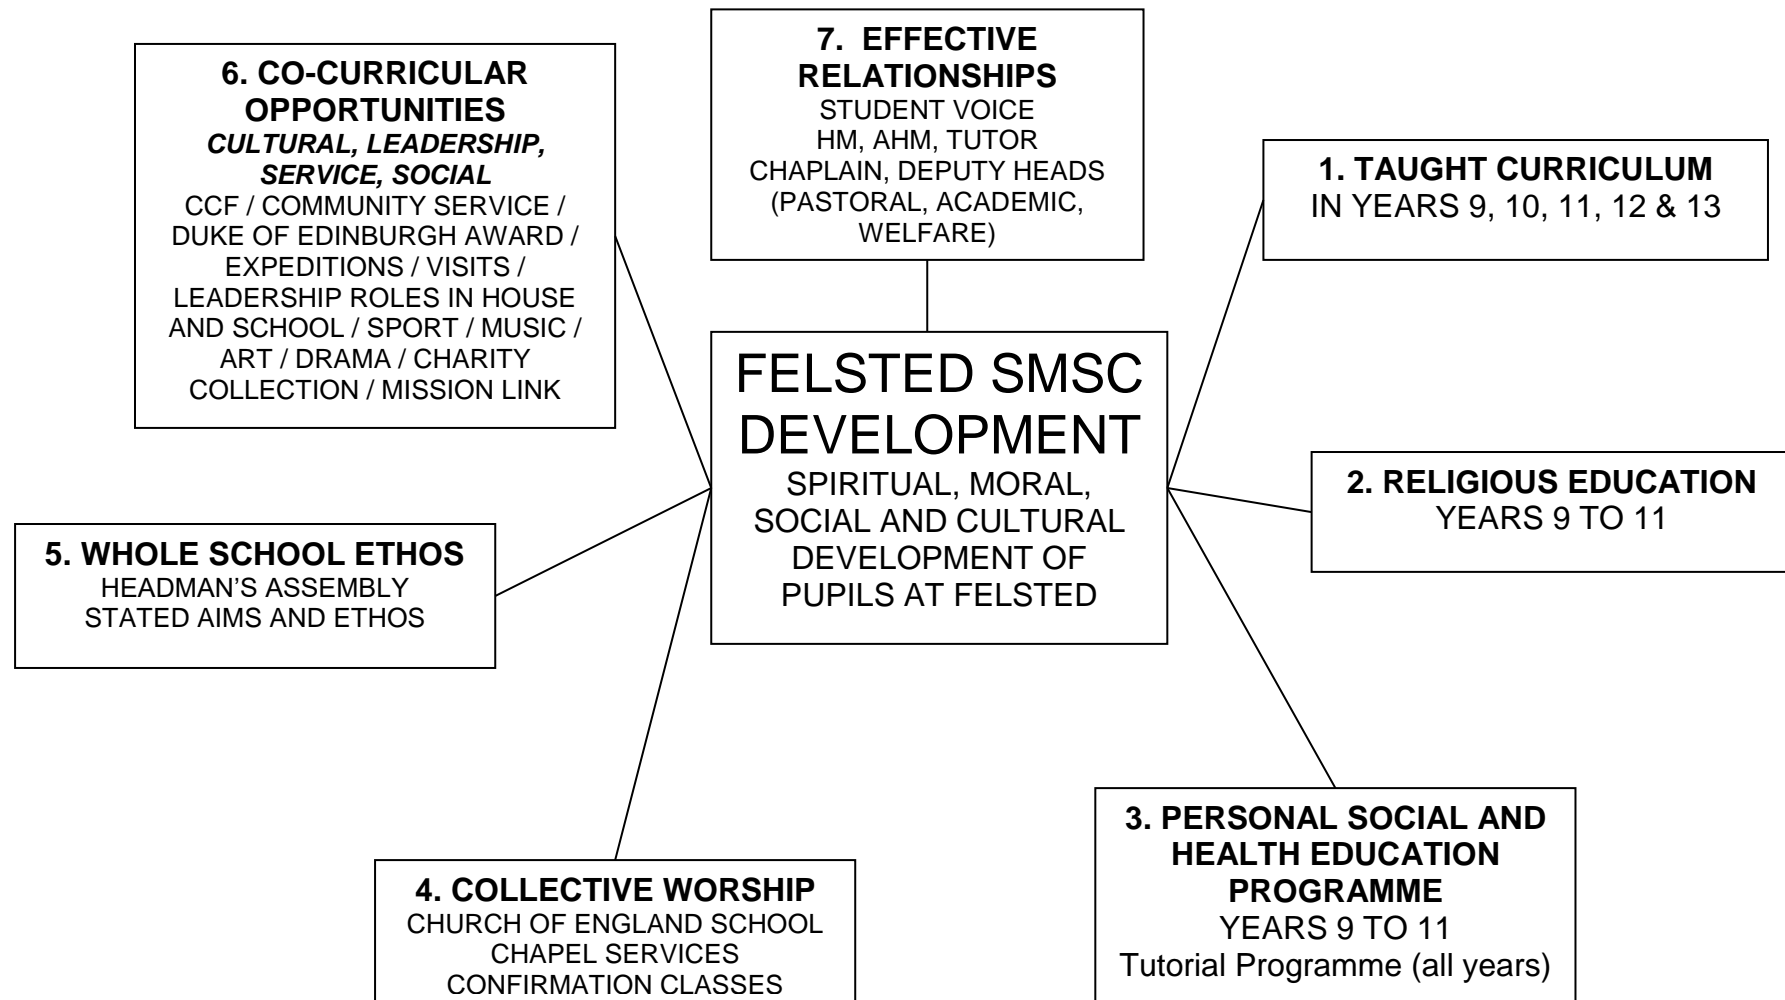 6. CO-CURRICULAR
OPPORTUNITIES
CULTURAL, LEADERSHIP,
SERVICE, SOCIAL
CCF / COMMUNITY SERVICE /
DUKE OF EDINBURGH AWARD /
EXPEDITIONS / VISITS /
LEADERSHIP ROLES IN HOUSE
AND SCHOOL / SPORT / MUSIC /
ART / DRAMA / CHARITY
COLLECTION / MISSION LINK
7. EFFECTIVE
RELATIONSHIPS
STUDENT VOICE
HM, AHM, TUTOR
CHAPLAIN, DEPUTY HEADS
(PASTORAL, ACADEMIC,
WELFARE)
1. TAUGHT CURRICULUM
IN YEARS 9, 10, 11, 12 & 13
FELSTED SMSC
DEVELOPMENT
SPIRITUAL, MORAL,
SOCIAL AND CULTURAL
DEVELOPMENT OF
PUPILS AT FELSTED
2. RELIGIOUS EDUCATION
YEARS 9 TO 11
5. WHOLE SCHOOL ETHOS
HEADMAN’S ASSEMBLY
STATED AIMS AND ETHOS
3. PERSONAL SOCIAL AND
HEALTH EDUCATION
PROGRAMME
YEARS 9 TO 11
Tutorial Programme (all years)
4. COLLECTIVE WORSHIP
CHURCH OF ENGLAND SCHOOL
CHAPEL SERVICES
CONFIRMATION CLASSES